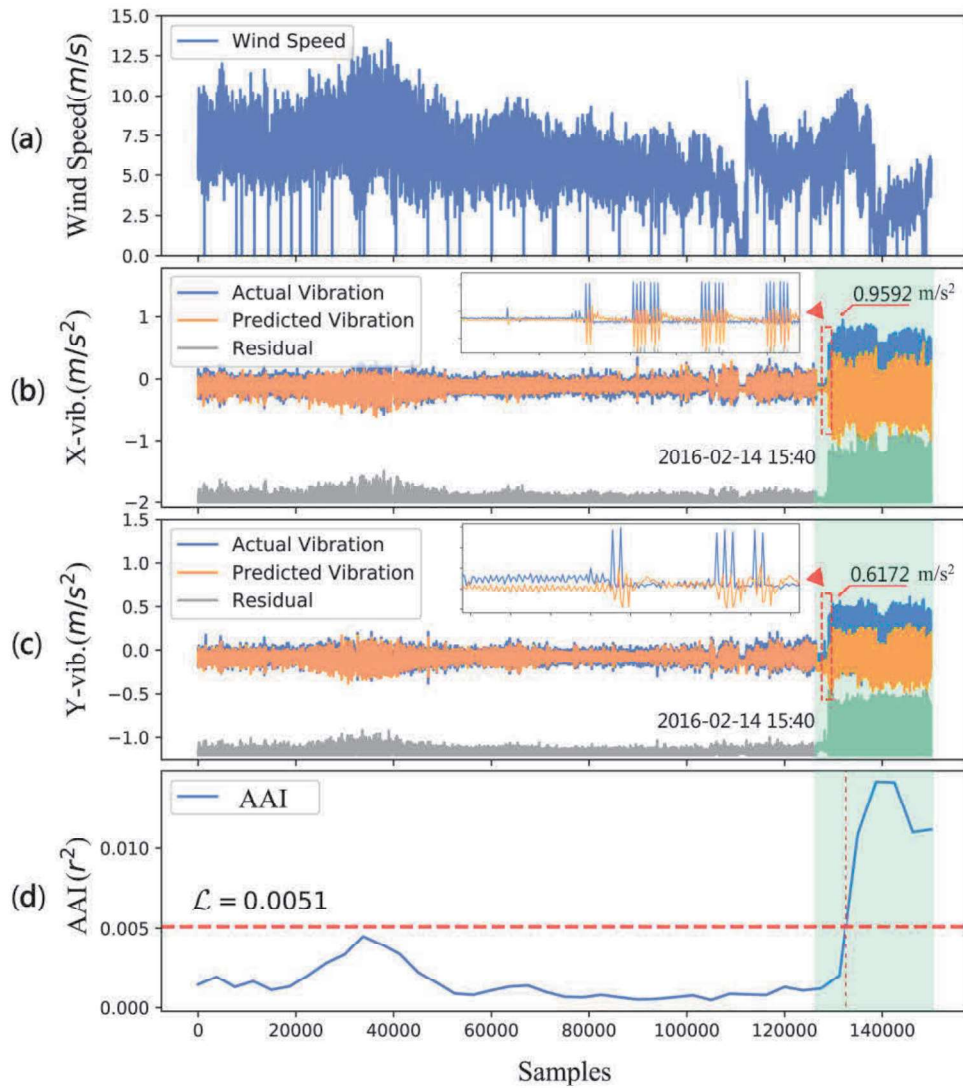 (a)
Wind Speed(m/s)
15.0
12.5
10.0
7.5
5.0
2.5
0.0
Wind Speed
(b)
X-vib.(m/s²)
1
0
−1
−2
Actual Vibration
Predicted Vibration
Residual
0.9592 m/s²
2016-02-14 15:40
(c)
Y-vib.(m/s²)
1.5
1.0
0.5
0.0
−0.5
−1.0
Actual Vibration
Predicted Vibration
Residual
0.6172 m/s²
2016-02-14 15:40
(d)
AAI(r²)
0.010
0.005
0.000
AAI
ℒ = 0.0051
0 20000 40000 60000 80000 100000 120000 140000
Samples